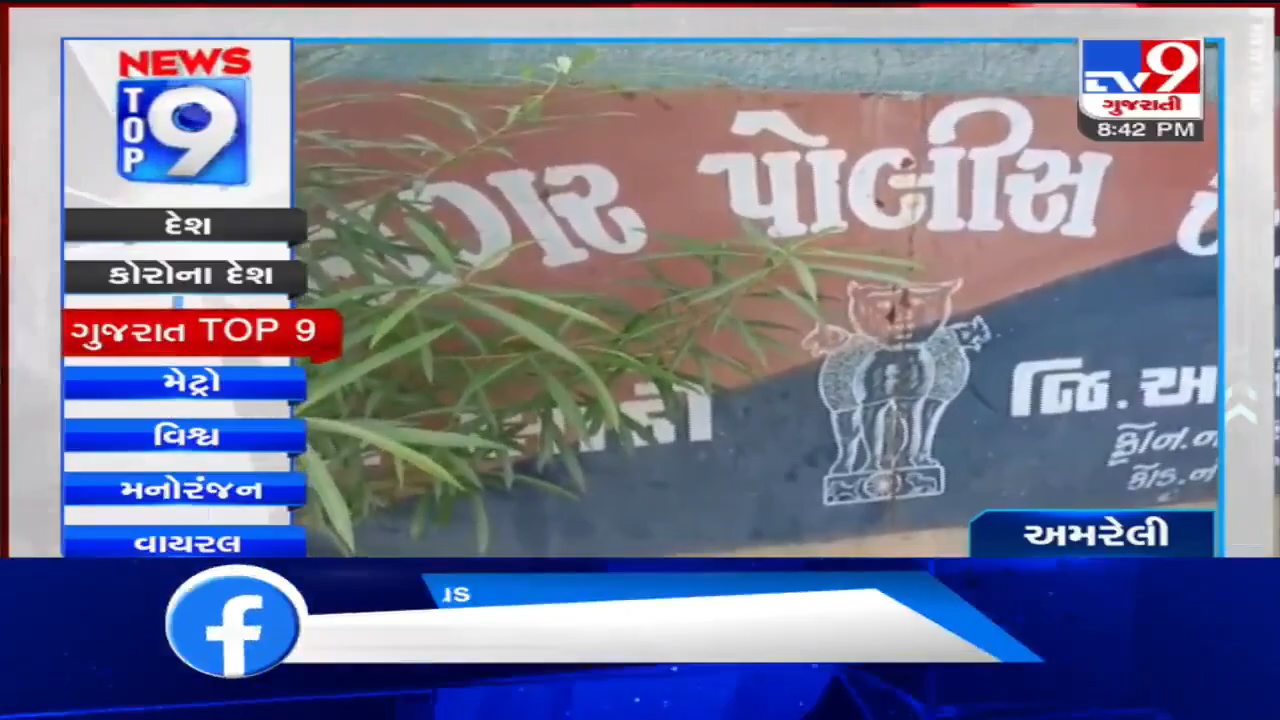 NEWS
TOP 9
દેશ
કોરોના દેશ
ગુજરાત TOP 9
મેટ્રો
વિશ્વ
મનોરંજન
વાયરલ
TV9
ગુજરાતી
8:42 PM
પોલીસ
જિ.અ
ફોન.ન
કોડ.નં
અમરેલી
f